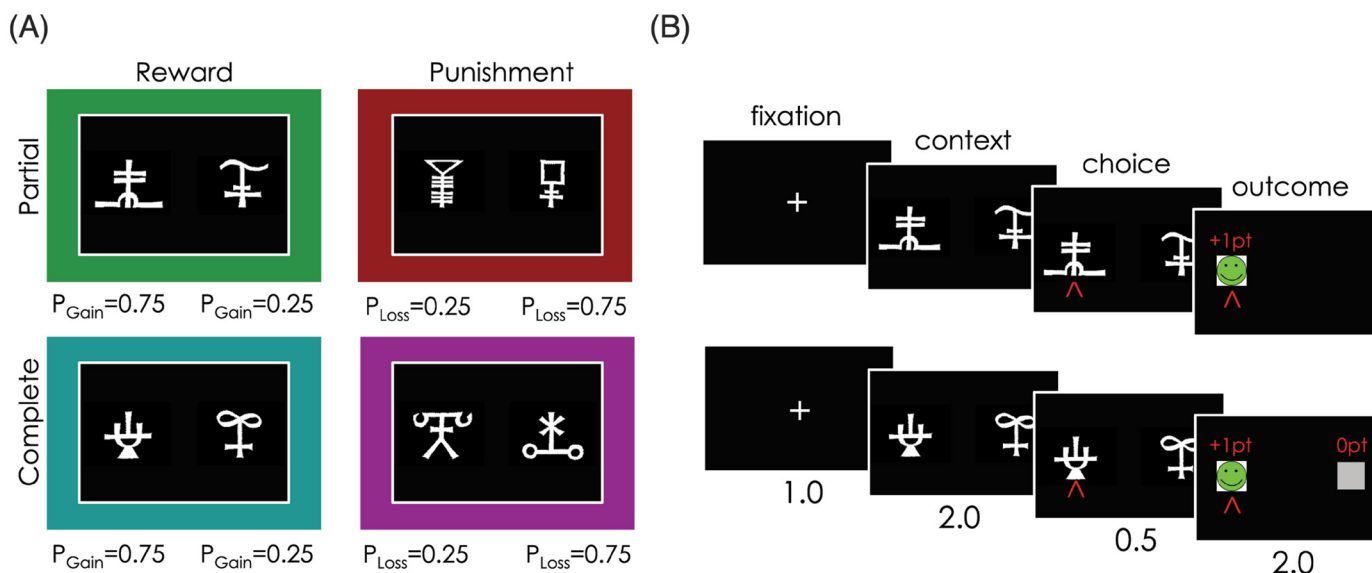 (A)
Reward Punishment
Partial
P_Gain=0.75 P_Gain=0.25 P_Loss=0.25 P_Loss=0.75
Complete
P_Gain=0.75 P_Gain=0.25 P_Loss=0.25 P_Loss=0.75
(B)
fixation
context
choice
outcome
+1pt
+1pt 0pt
1.0
2.0
0.5
2.0